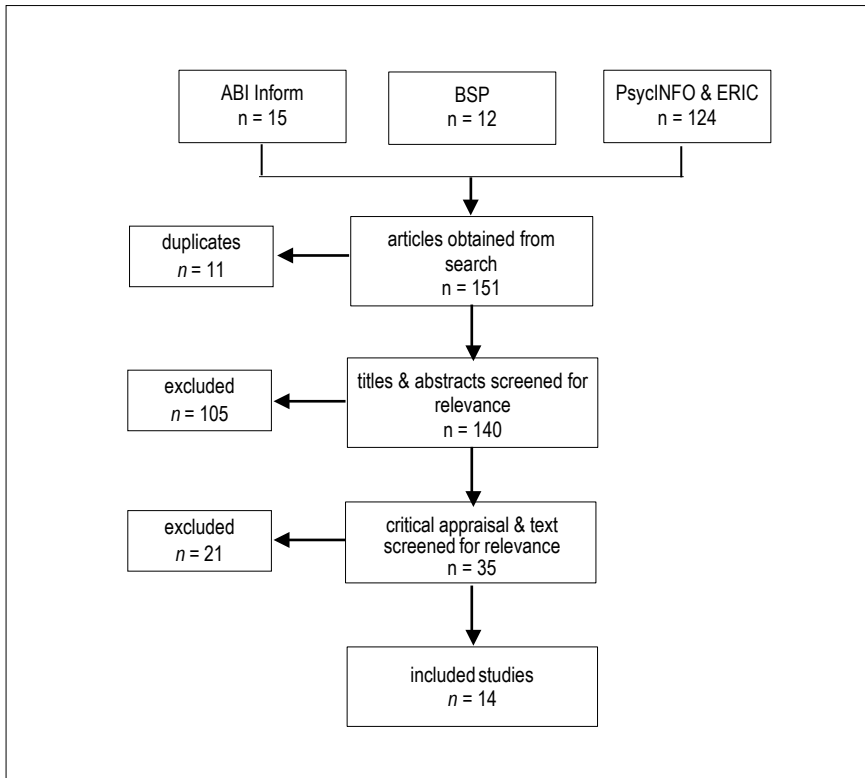 ABI Inform
n = 15
BSP
n = 12
PsycINFO & ERIC
n = 124
articles obtained from
search
n = 151
duplicates
n = 11
titles & abstracts screened for
relevance
n = 140
excluded
n = 105
critical appraisal & text
screened for relevance
n = 35
excluded
n = 21
included studies
n = 14